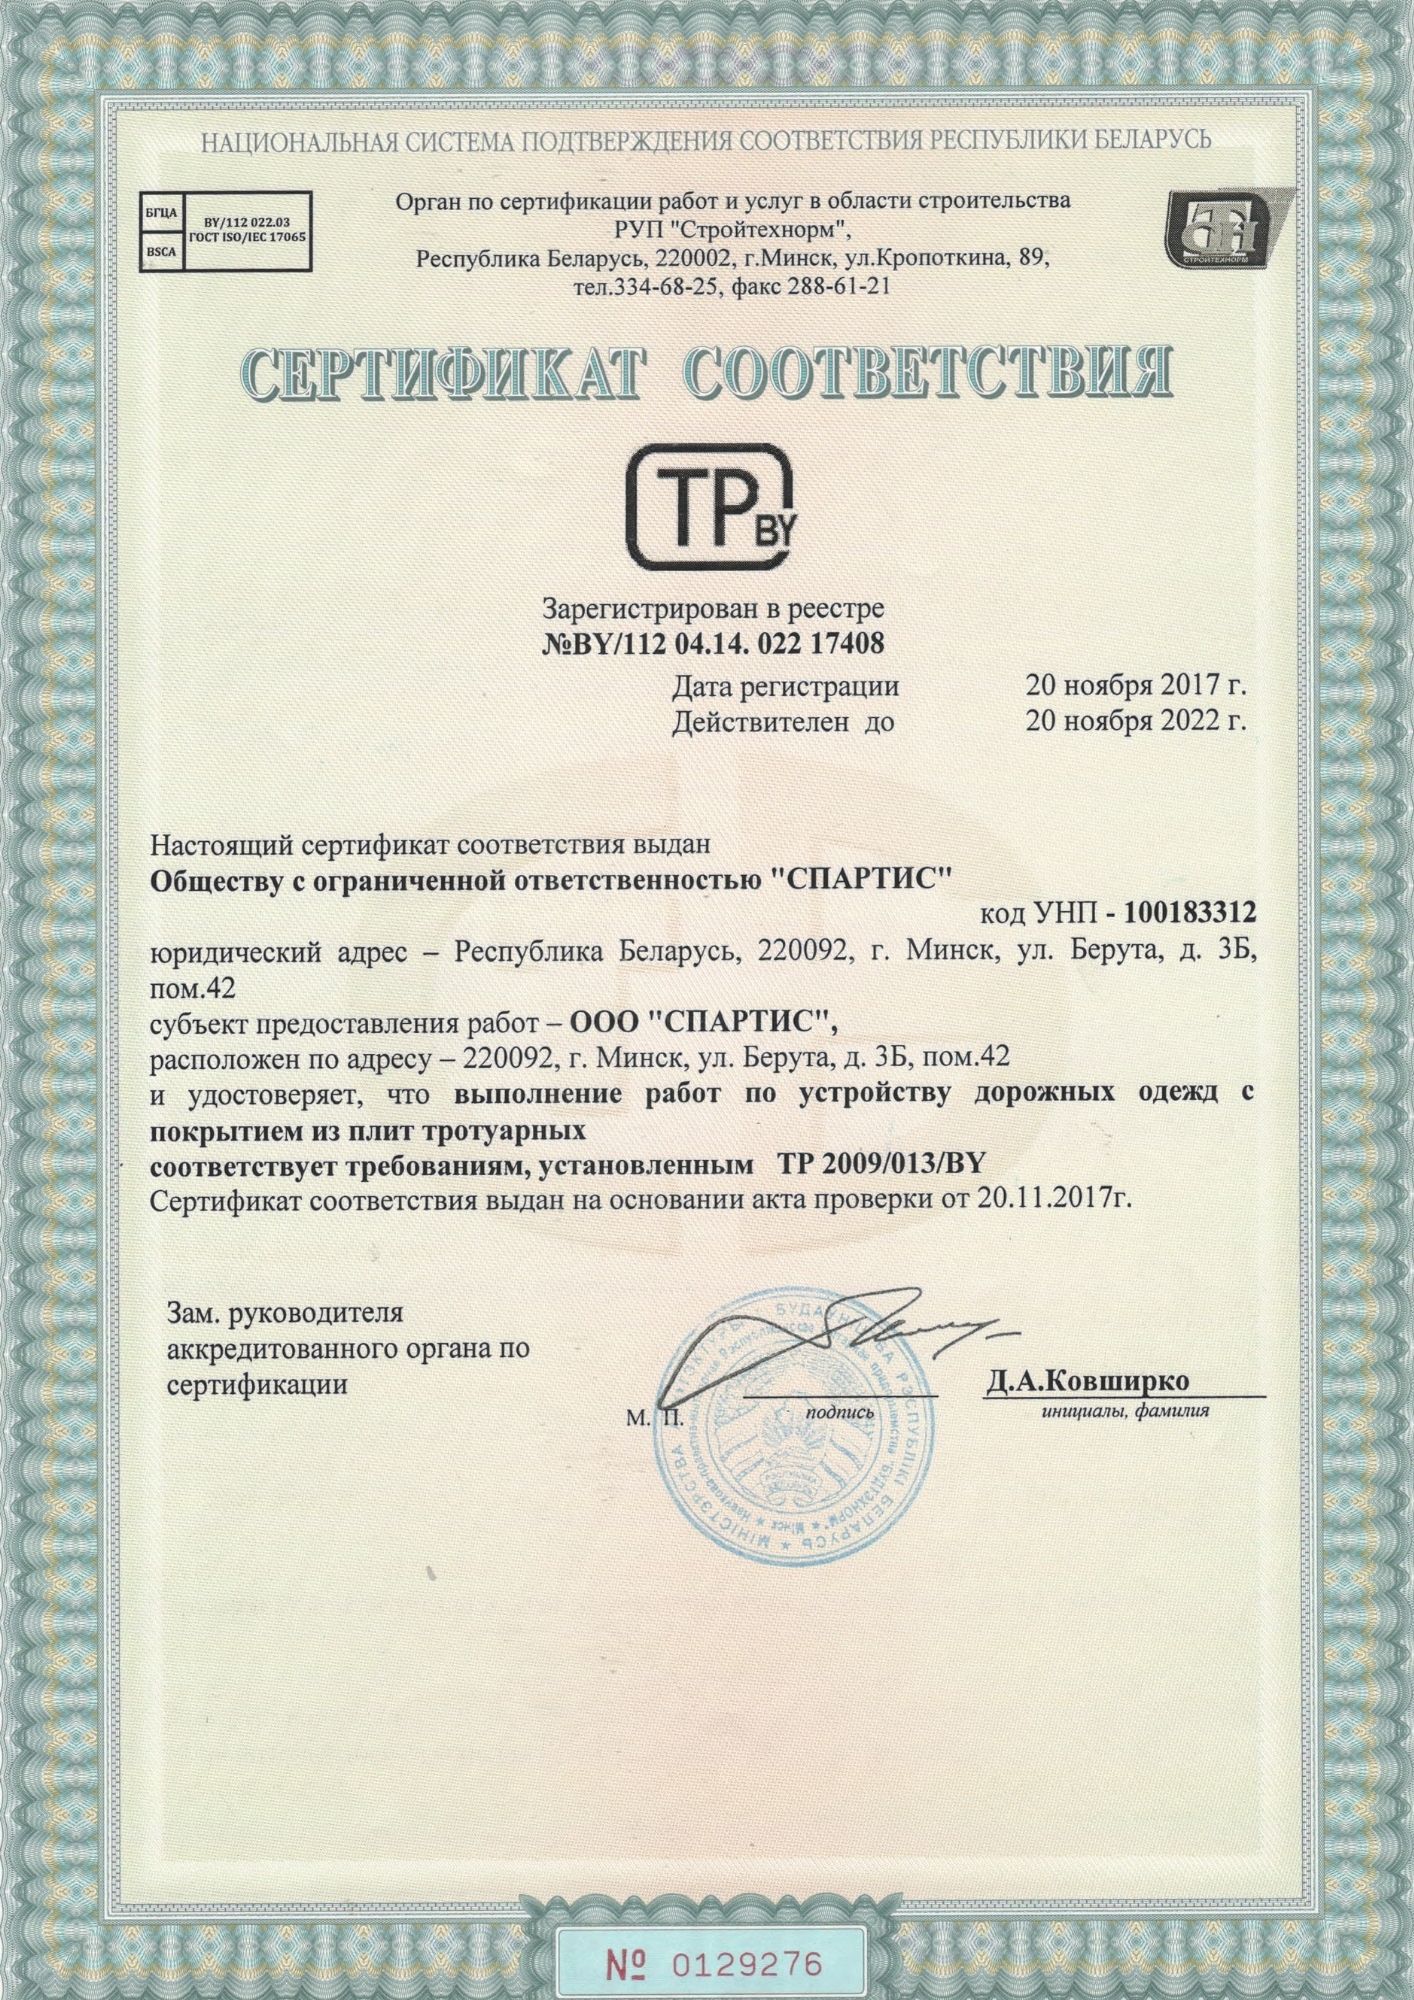 НАЦИОНАЛЬНАЯ СИСТЕМА ПОДТВЕРЖДЕНИЯ СООТВЕТСТВИЯ РЕСПУБЛИКИ БЕЛАРУСЬ
БГЦА
BSCA
BY/112 022.03
ГОСТ ISO/IEC 17065
Орган по сертификации работ и услуг в области строительства
РУП "Стройтехнорм",
Республика Беларусь, 220002, г.Минск, ул.Кропоткина, 89,
тел.334-68-25, факс 288-61-21
СТН
СТРОЙТЕХНОРМ
СЕРТИФИКАТ СООТВЕТСТВИЯ
ТР BY
Зарегистрирован в реестре
№BY/112 04.14. 022 17408
Дата регистрации 20 ноября 2017 г.
Действителен до 20 ноября 2022 г.
Настоящий сертификат соответствия выдан
Обществу с ограниченной ответственностью "СПАРТИС"
код УНП - 100183312
юридический адрес – Республика Беларусь, 220092, г. Минск, ул. Берута, д. 3Б,
пом.42
субъект предоставления работ – ООО "СПАРТИС",
расположен по адресу – 220092, г. Минск, ул. Берута, д. 3Б, пом.42
и удостоверяет, что выполнение работ по устройству дорожных одежд с
покрытием из плит тротуарных
соответствует требованиям, установленным ТР 2009/013/BY
Сертификат соответствия выдан на основании акта проверки от 20.11.2017г.
Зам. руководителя
аккредитованного органа по
сертификации
М. П.
подпись
Д.А.Ковширко
инициалы, фамилия
МІНІСТЭРСТВА АРХІТЭКТУРЫ І БУДАЎНІЦТВА РЭСПУБЛІКІ БЕЛАРУСЬ
№ 0129276